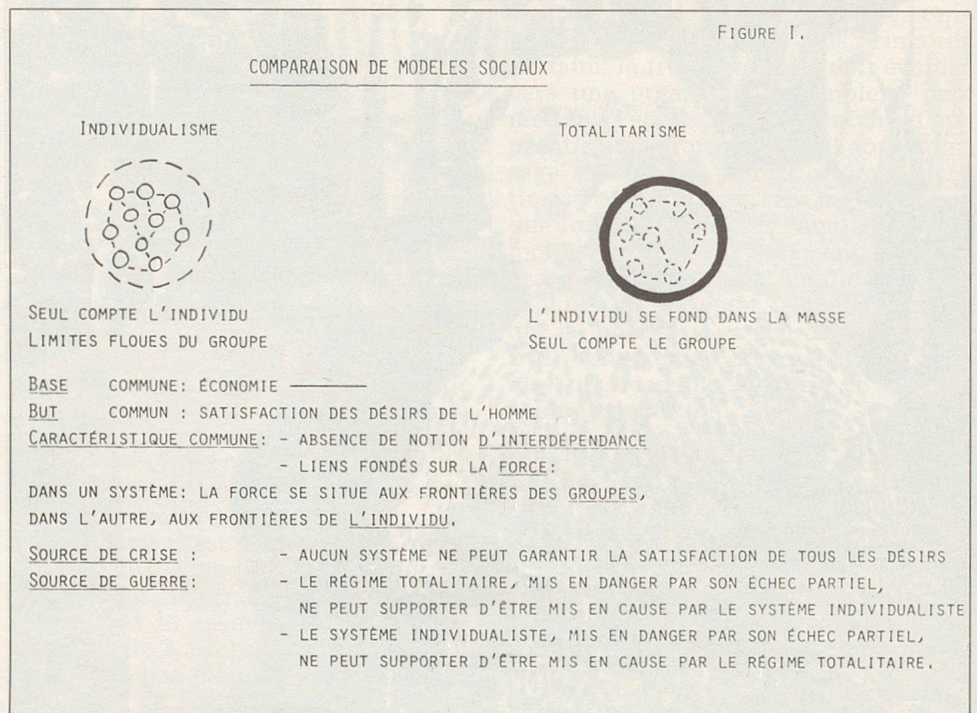 FIGURE I.
COMPARAISON DE MODELES SOCIAUX
INDIVIDUALISME
TOTALITARISME
SEUL COMPTE L'INDIVIDU
LIMITES FLOUES DU GROUPE
L'INDIVIDU SE FOND DANS LA MASSE
SEUL COMPTE LE GROUPE
BASE COMMUNE: ÉCONOMIE
BUT COMMUN : SATISFACTION DES DÉSIRS DE L'HOMME
CARACTÉRISTIQUE COMMUNE: - ABSENCE DE NOTION D'INTERDÉPENDANCE
- LIENS FONDÉS SUR LA FORCE:
DANS UN SYSTÈME: LA FORCE SE SITUE AUX FRONTIÈRES DES GROUPES,
DANS L'AUTRE, AUX FRONTIÈRES DE L'INDIVIDU.
SOURCE DE CRISE : - AUCUN SYSTÈME NE PEUT GARANTIR LA SATISFACTION DE TOUS LES DÉSIRS
SOURCE DE GUERRE: - LE RÉGIME TOTALITAIRE, MIS EN DANGER PAR SON ÉCHEC PARTIEL,
NE PEUT SUPPORTER D'ÊTRE MIS EN CAUSE PAR LE SYSTÈME INDIVIDUALISTE
- LE SYSTÈME INDIVIDUALISTE, MIS EN DANGER PAR SON ÉCHEC PARTIEL,
NE PEUT SUPPORTER D'ÊTRE MIS EN CAUSE PAR LE RÉGIME TOTALITAIRE.